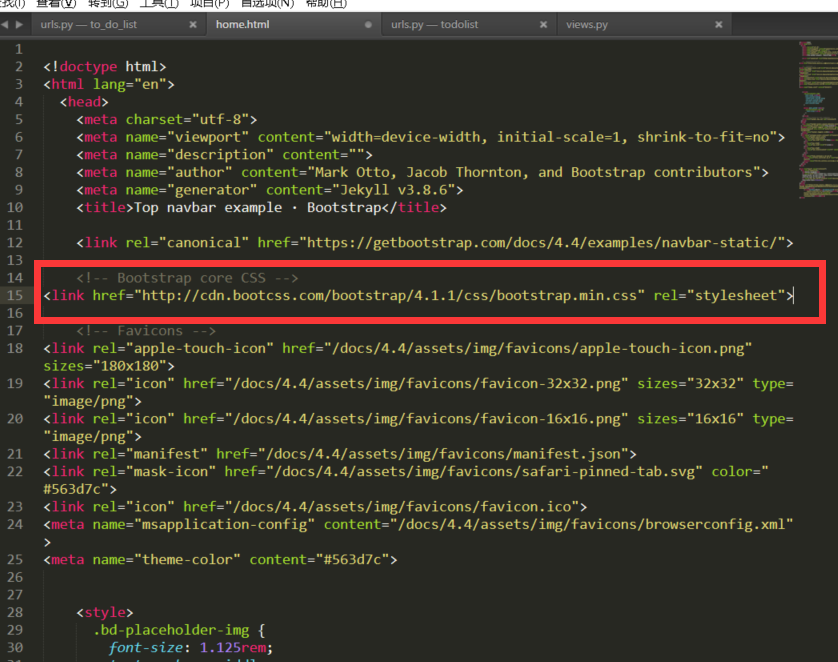 查看(V) 转到(G) 工具(T) 项目(P) 首选项(N) 帮助(H)
urls.py — to_do_list × home.html urls.py — todolist × views.py ×
1
2 <!doctype html>
3 <html lang="en">
4 <head>
5 <meta charset="utf-8">
6 <meta name="viewport" content="width=device-width, initial-scale=1, shrink-to-fit=no">
7 <meta name="description" content="">
8 <meta name="author" content="Mark Otto, Jacob Thornton, and Bootstrap contributors">
9 <meta name="generator" content="Jekyll v3.8.6">
10 <title>Top navbar example · Bootstrap</title>
11
12 <link rel="canonical" href="https://getbootstrap.com/docs/4.4/examples/navbar-static/">
13
14 <!-- Bootstrap core CSS -->
15 <link href="http://cdn.bootcss.com/bootstrap/4.1.1/css/bootstrap.min.css" rel="stylesheet">
16
17 <!-- Favicons -->
18 <link rel="apple-touch-icon" href="/docs/4.4/assets/img/favicons/apple-touch-icon.png"
sizes="180x180">
19 <link rel="icon" href="/docs/4.4/assets/img/favicons/favicon-32x32.png" sizes="32x32" type=
"image/png">
20 <link rel="icon" href="/docs/4.4/assets/img/favicons/favicon-16x16.png" sizes="16x16" type=
"image/png">
21 <link rel="manifest" href="/docs/4.4/assets/img/favicons/manifest.json">
22 <link rel="mask-icon" href="/docs/4.4/assets/img/favicons/safari-pinned-tab.svg" color="
#563d7c">
23 <link rel="icon" href="/docs/4.4/assets/img/favicons/favicon.ico">
24 <meta name="msapplication-config" content="/docs/4.4/assets/img/favicons/browserconfig.xml"
>
25 <meta name="theme-color" content="#563d7c">
26
27
28 <style>
29 .bd-placeholder-img {
30 font-size: 1.125rem;